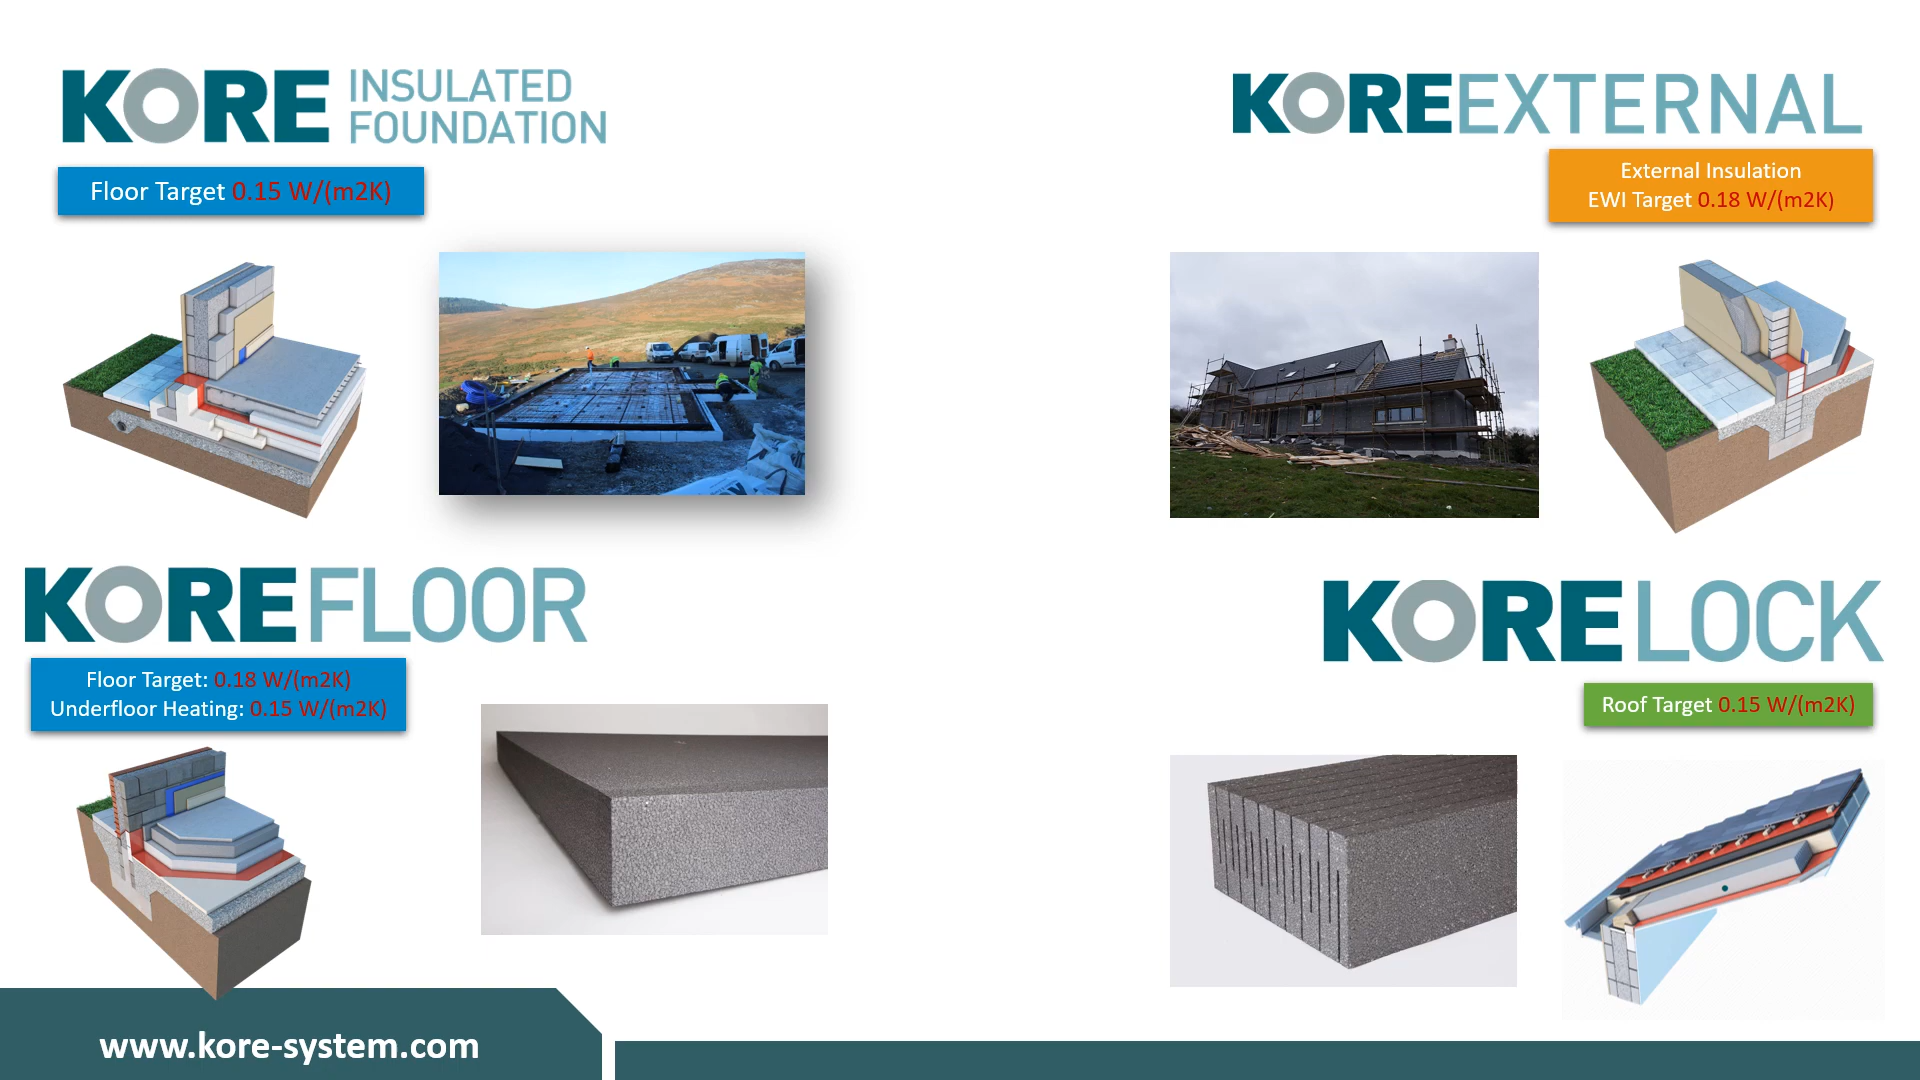 KORE INSULATED
FOUNDATION
Floor Target 0.15 W/(m2K)
KOREEXTERNAL
External Insulation
EWI Target 0.18 W/(m2K)
KOREFLOOR
Floor Target: 0.18 W/(m2K)
Underfloor Heating: 0.15 W/(m2K)
KORELOCK
Roof Target 0.15 W/(m2K)
www.kore-system.com